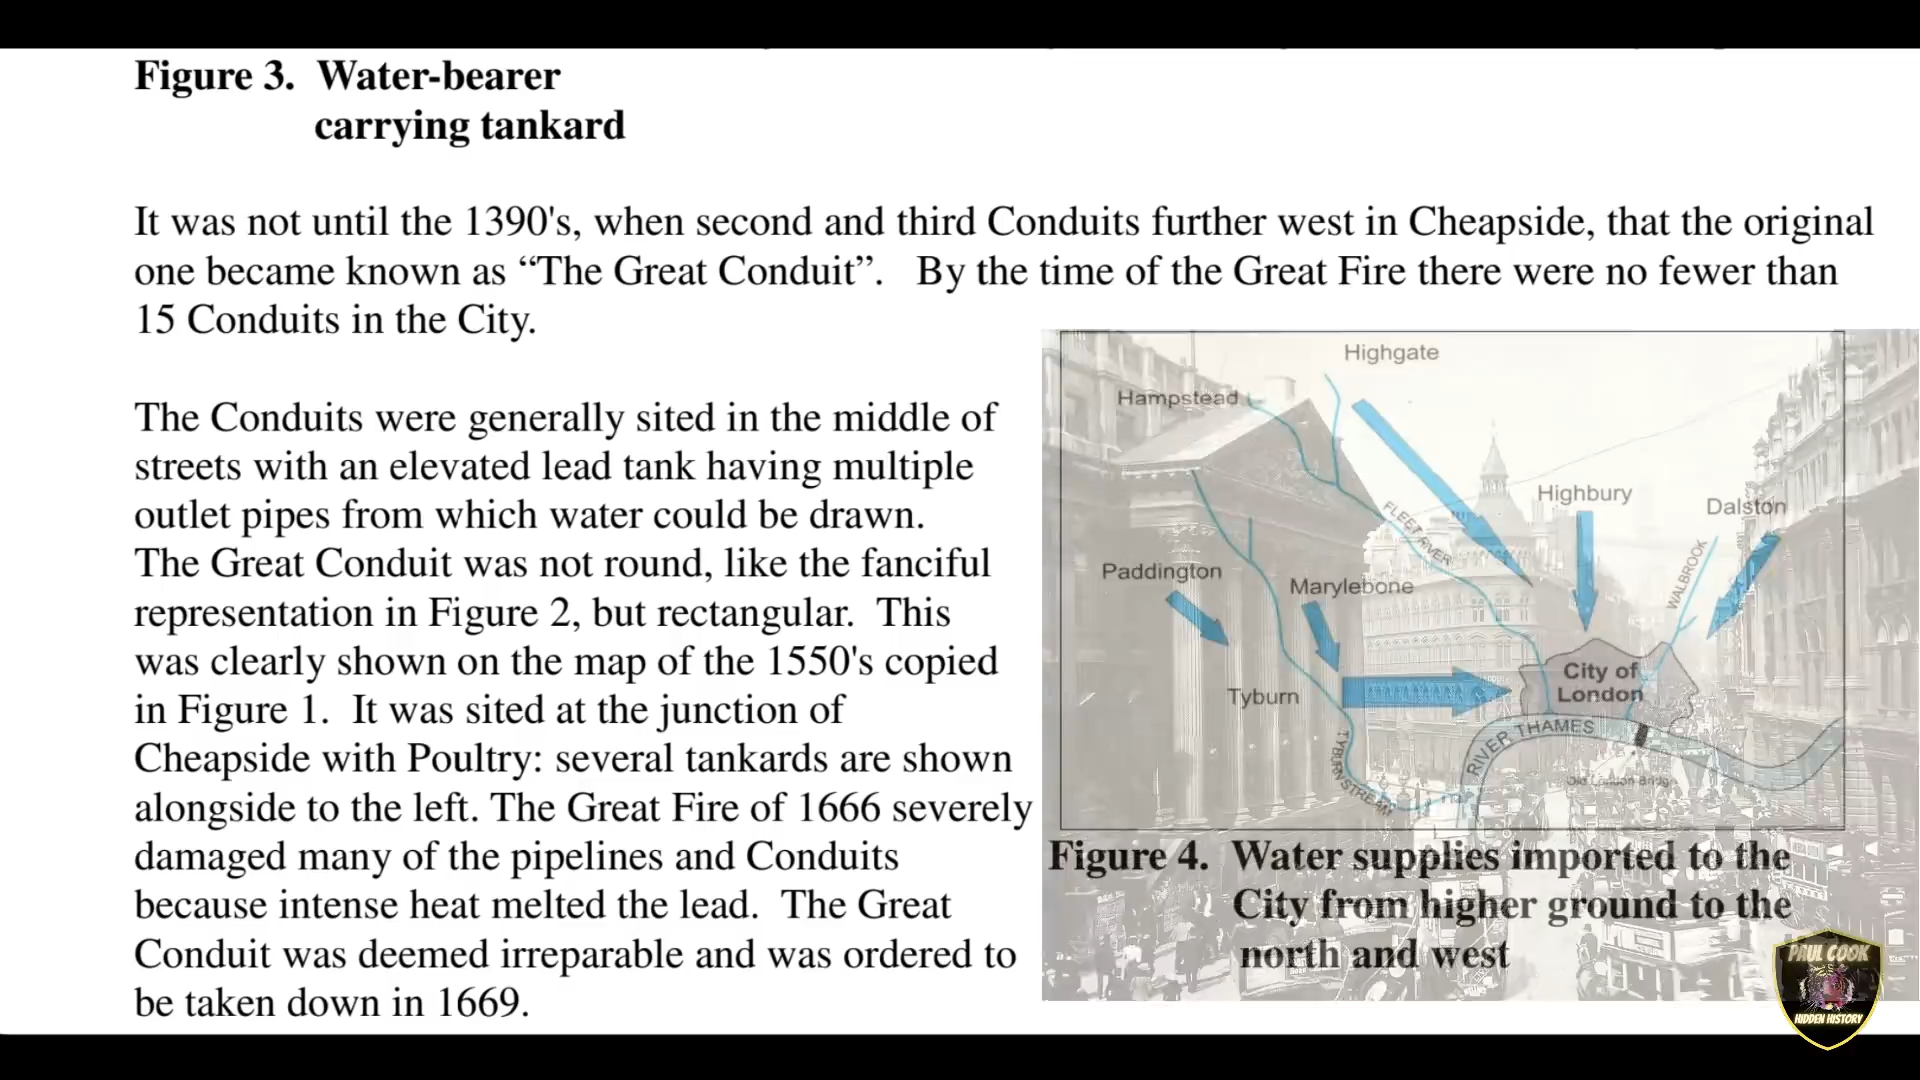 Figure 3. Water-bearer
carrying tankard
It was not until the 1390's, when second and third Conduits further west in Cheapside, that the original
one became known as “The Great Conduit”. By the time of the Great Fire there were no fewer than
15 Conduits in the City.
The Conduits were generally sited in the middle of
streets with an elevated lead tank having multiple
outlet pipes from which water could be drawn.
The Great Conduit was not round, like the fanciful
representation in Figure 2, but rectangular. This
was clearly shown on the map of the 1550's copied
in Figure 1. It was sited at the junction of
Cheapside with Poultry: several tankards are shown
alongside to the left. The Great Fire of 1666 severely
damaged many of the pipelines and Conduits
because intense heat melted the lead. The Great
Conduit was deemed irreparable and was ordered to
be taken down in 1669.
Highgate
Hampstead
Highbury
Dalston
FLEET RIVER
WALBROOK
Paddington
Marylebone
City of
London
Tyburn
RIVER THAMES
TYBURN STREAM
Old London Bridge
Figure 4. Water supplies imported to the
City from higher ground to the
north and west
PAUL COOK
HIDDEN HISTORY